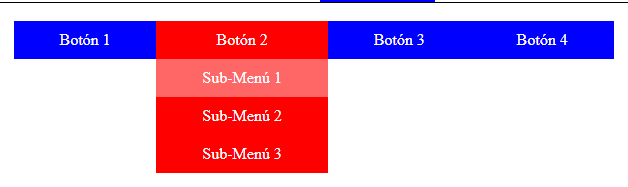 Botón 1 Botón 2 Botón 3 Botón 4
Sub-Menú 1
Sub-Menú 2
Sub-Menú 3